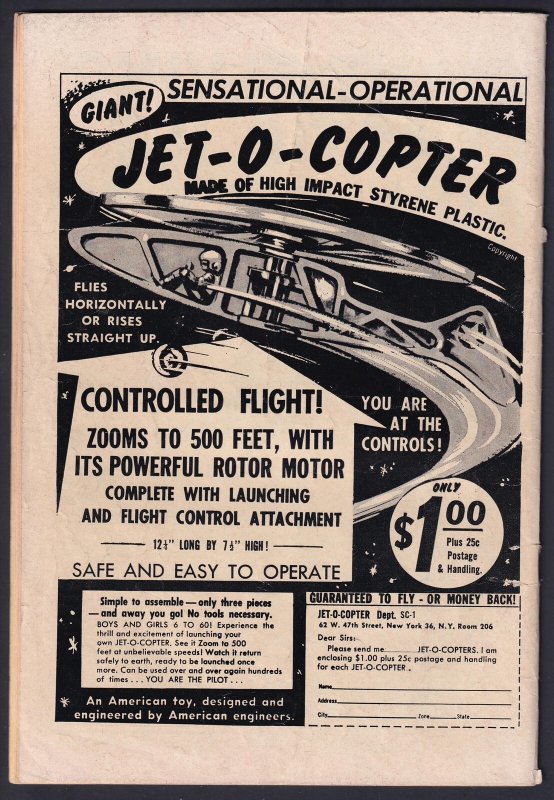 GIANT!
SENSATIONAL-OPERATIONAL
JET-O-COPTER
MADE OF HIGH IMPACT STYRENE PLASTIC.
Copyright
FLIES
HORIZONTALLY
OR RISES
STRAIGHT UP.
CONTROLLED FLIGHT!
ZOOMS TO 500 FEET, WITH
ITS POWERFUL ROTOR MOTOR
COMPLETE WITH LAUNCHING
AND FLIGHT CONTROL ATTACHMENT
12½" LONG BY 7½" HIGH!
YOU ARE
AT THE
CONTROLS!
ONLY
$1.00
Plus 25c
Postage
& Handling.
SAFE AND EASY TO OPERATE
Simple to assemble—only three pieces
—and away you go! No tools necessary.
BOYS AND GIRLS 6 TO 60! Experience the
thrill and excitement of launching your
own JET-O-COPTER. See it Zoom to 500
feet at unbelievable speeds! Watch it return
safely to earth, ready to be launched once
more. Can be used over and over again hundreds
of times... YOU ARE THE PILOT...
An American toy, designed and
engineered by American engineers.
GUARANTEED TO FLY - OR MONEY BACK!
JET-O-COPTER Dept. SC-1
62 W. 47th Street, New York 36, N.Y. Room 206
Dear Sirs:
Please send me ______ JET-O-COPTERS. I am
enclosing $1.00 plus 25c postage and handling
for each JET-O-COPTER.
Name
Address
City Zone State